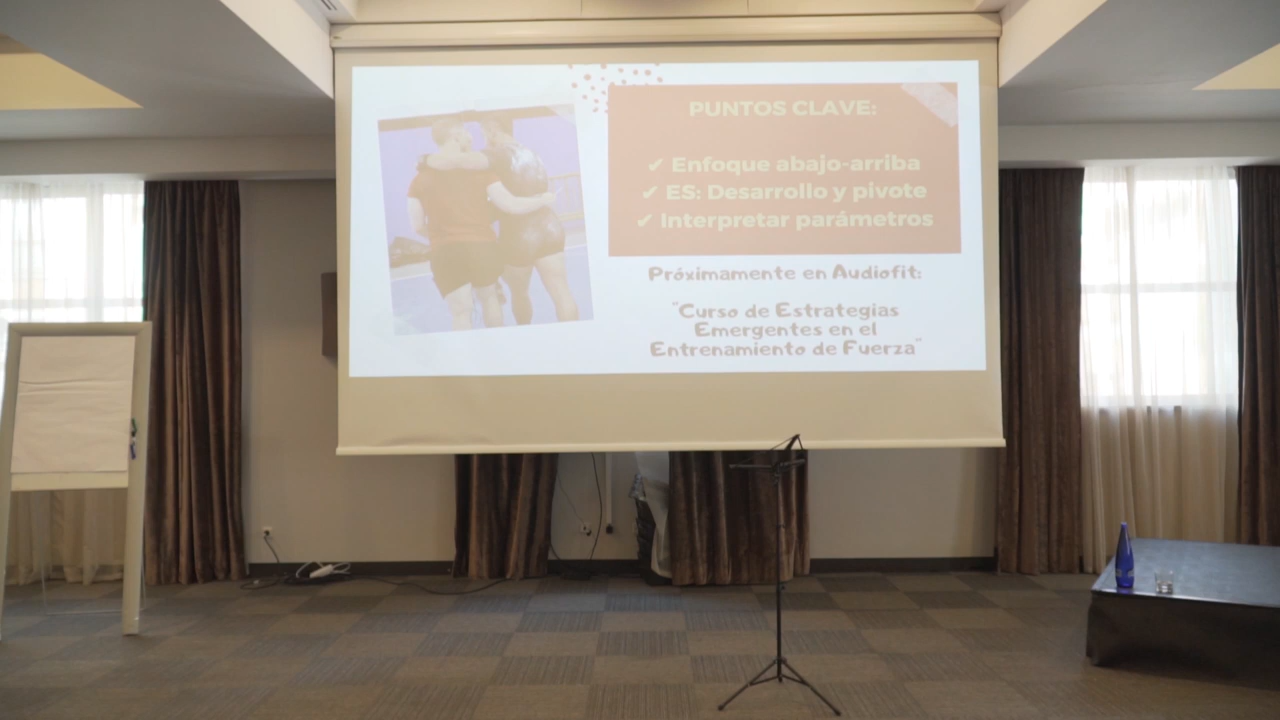 PUNTOS CLAVE:
✔ Enfoque abajo-arriba
✔ ES: Desarrollo y pivote
✔ Interpretar parámetros
Próximamente en Audiofit:
"Curso de Estrategias
Emergentes en el
Entrenamiento de Fuerza"